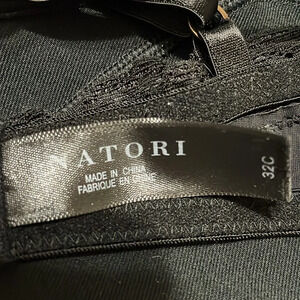 NATORI
MADE IN CHINA
FABRIQUE EN CHINE
32C